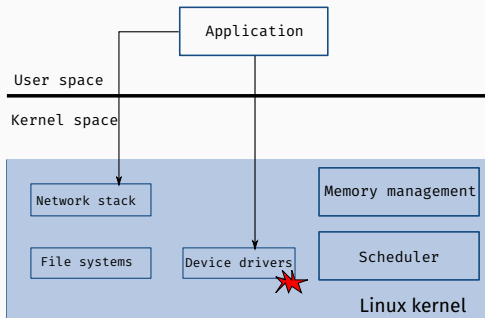 Application
User space
Kernel space
Network stack
Memory management
File systems
Device drivers
Scheduler
Linux kernel